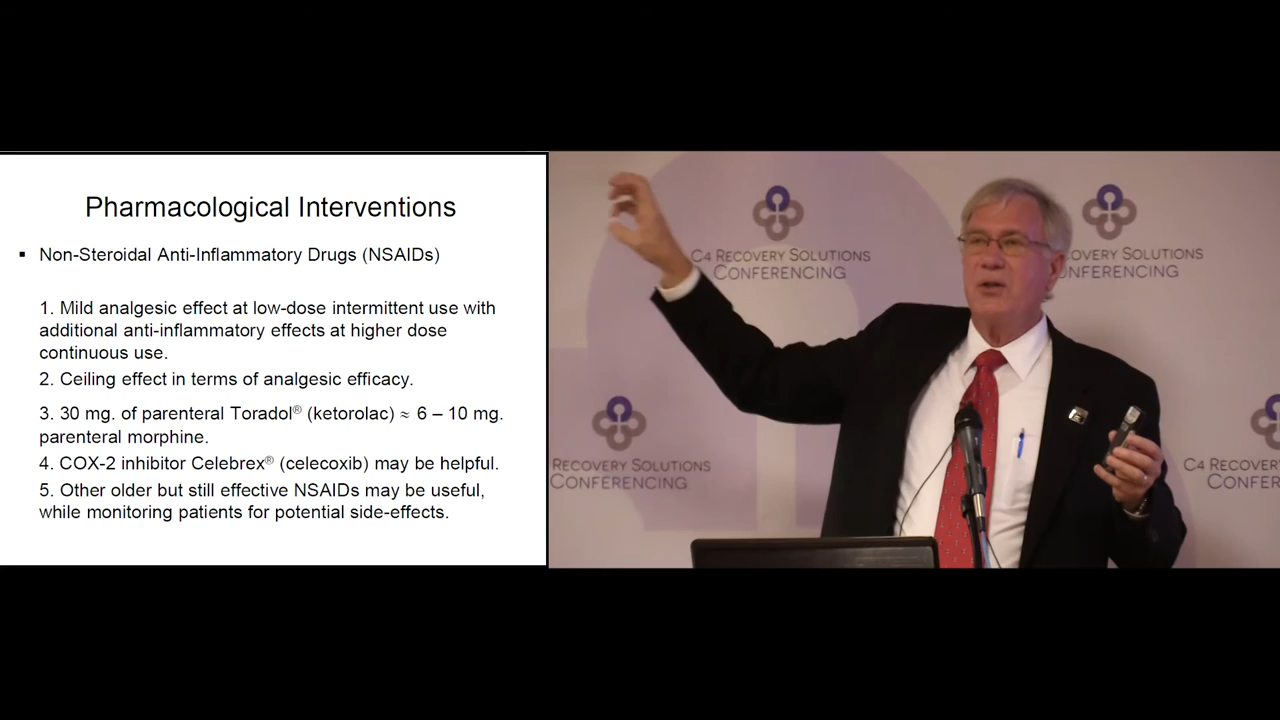 Pharmacological Interventions
▪ Non-Steroidal Anti-Inflammatory Drugs (NSAIDs)
1. Mild analgesic effect at low-dose intermittent use with
additional anti-inflammatory effects at higher dose
continuous use.
2. Ceiling effect in terms of analgesic efficacy.
3. 30 mg. of parenteral Toradol® (ketorolac) ≈ 6 – 10 mg.
parenteral morphine.
4. COX-2 inhibitor Celebrex® (celecoxib) may be helpful.
5. Other older but still effective NSAIDs may be useful,
while monitoring patients for potential side-effects.
C4 RECOVERY SOLUTIONS
CONFERENCING
RECOVERY SOLUTIONS
CONFERENCING
RECOVERY SOLUTIONS
CONFERENCING
C4 RECOV
CONFER